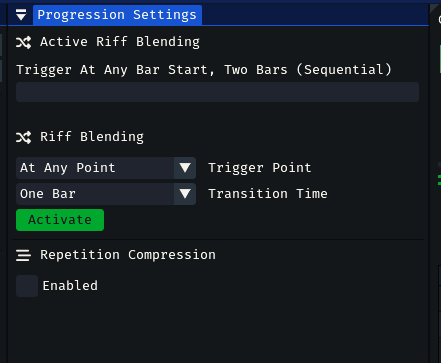 Progression Settings
Active Riff Blending
Trigger At Any Bar Start, Two Bars (Sequential)
Riff Blending
At Any Point Trigger Point
One Bar Transition Time
Activate
Repetition Compression
Enabled